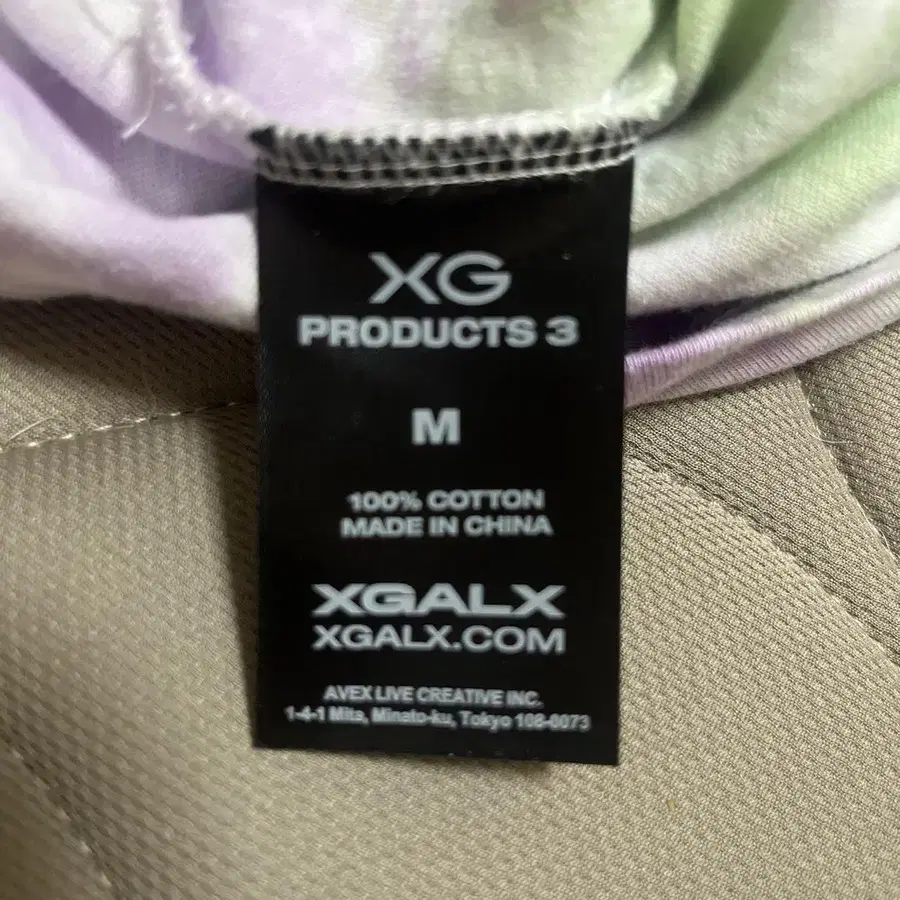 XG
PRODUCTS 3
M
100% COTTON
MADE IN CHINA
XGALX
XGALX.COM
AVEX LIVE CREATIVE INC.
1-4-1 Mita, Minato-ku, Tokyo 108-0073